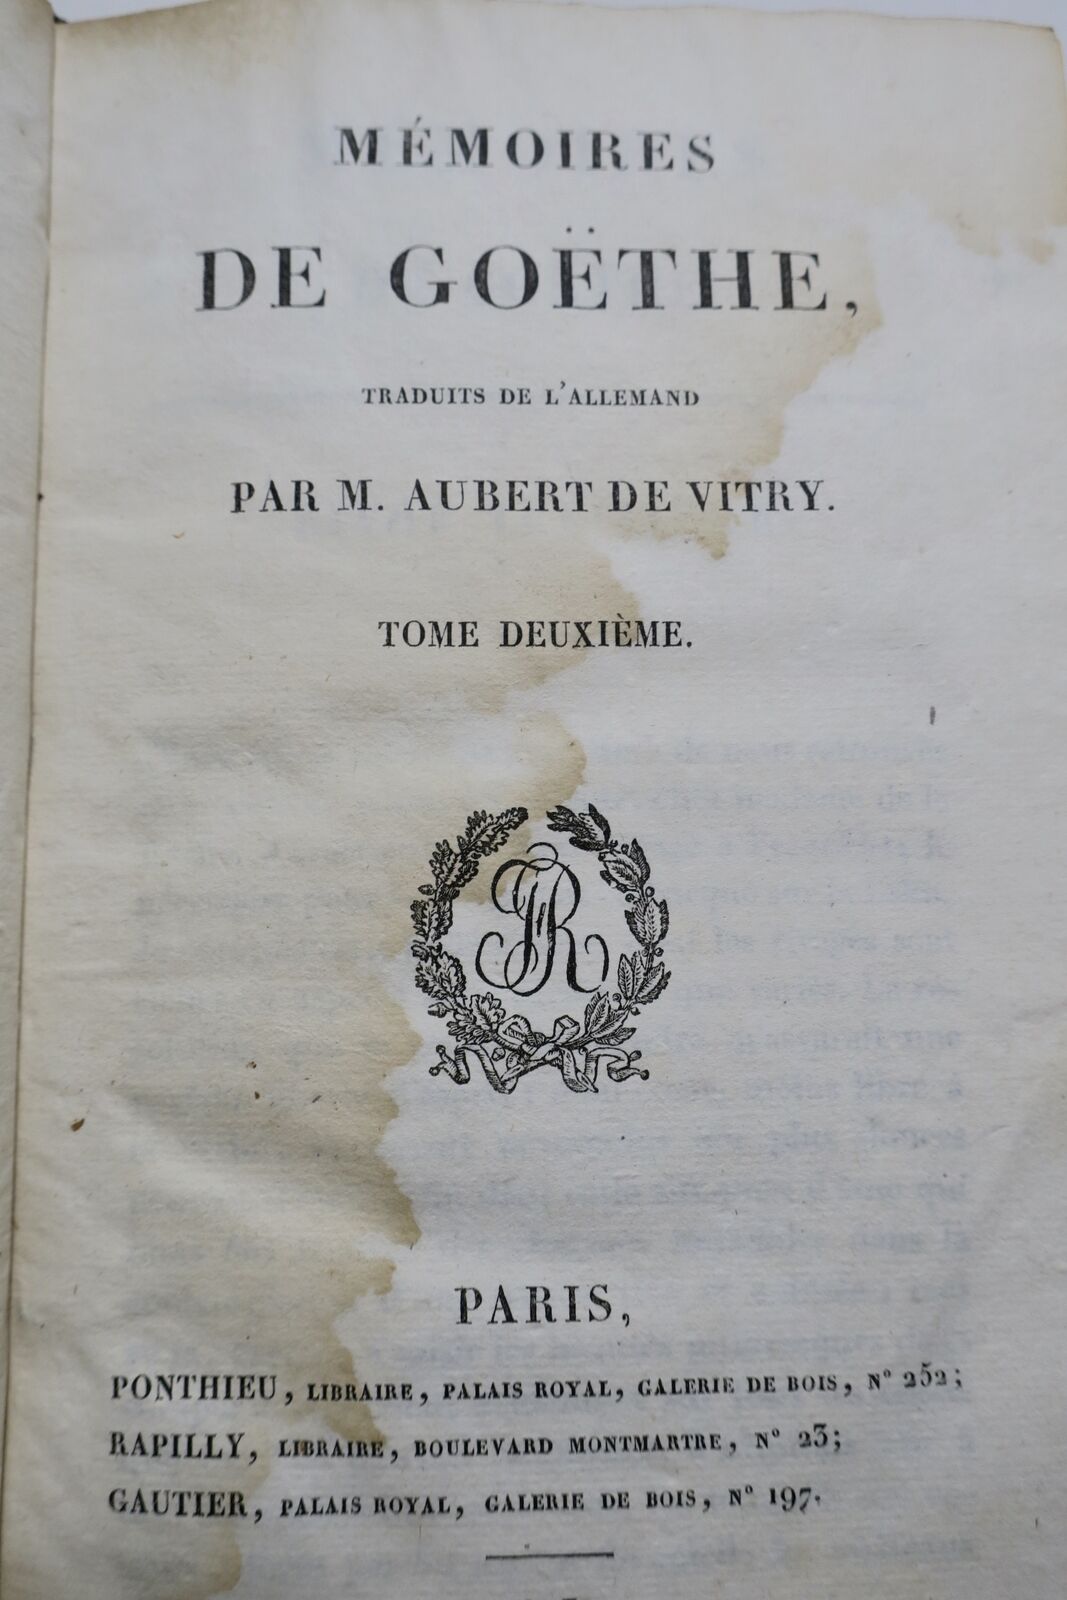 MÉMOIRES
DE GOËTHE,
TRADUITS DE L'ALLEMAND
PAR M. AUBERT DE VITRY.
TOME DEUXIÈME.
JR
PARIS,
PONTHIEU, LIBRAIRE, PALAIS ROYAL, GALERIE DE BOIS, N° 252;
RAPILLY, LIBRAIRE, BOULEVARD MONTMARTRE, N° 23;
GAUTIER, PALAIS ROYAL, GALERIE DE BOIS, N° 197.